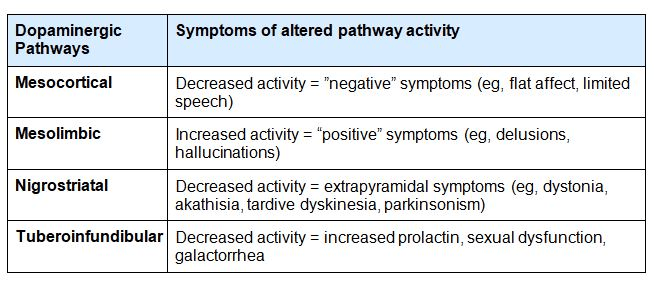 Dopaminergic
Pathways
Symptoms of altered pathway activity
Mesocortical
Decreased activity = ”negative” symptoms (eg, flat affect, limited
speech)
Mesolimbic
Increased activity = “positive” symptoms (eg, delusions,
hallucinations)
Nigrostriatal
Decreased activity = extrapyramidal symptoms (eg, dystonia,
akathisia, tardive dyskinesia, parkinsonism)
Tuberoinfundibular
Decreased activity = increased prolactin, sexual dysfunction,
galactorrhea